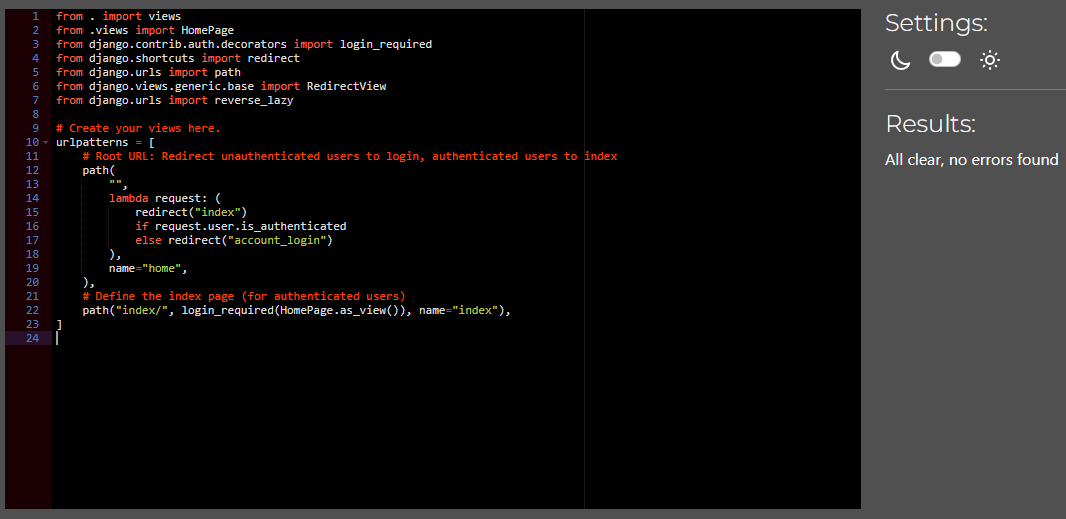 1 from . import views
2 from .views import HomePage
3 from django.contrib.auth.decorators import login_required
4 from django.shortcuts import redirect
5 from django.urls import path
6 from django.views.generic.base import RedirectView
7 from django.urls import reverse_lazy
8
9 # Create your views here.
10 urlpatterns = [
11     # Root URL: Redirect unauthenticated users to login, authenticated users to index
12     path(
13         "",
14         lambda request: (
15             redirect("index")
16             if request.user.is_authenticated
17             else redirect("account_login")
18         ),
19         name="home",
20     ),
21     # Define the index page (for authenticated users)
22     path("index/", login_required(HomePage.as_view()), name="index"),
23 ]
24
Settings:
Results:
All clear, no errors found